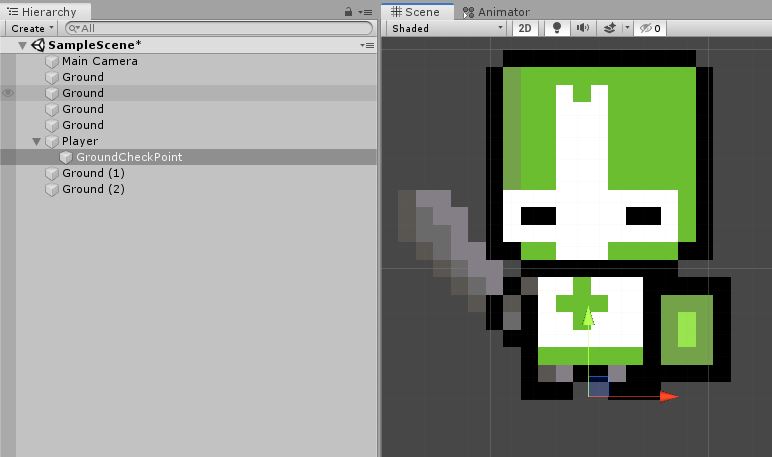 Hierarchy
Create All
SampleScene*
Main Camera
Ground
Ground
Ground
Ground
Player
GroundCheckPoint
Ground (1)
Ground (2)
Scene Animator
Shaded 2D 0